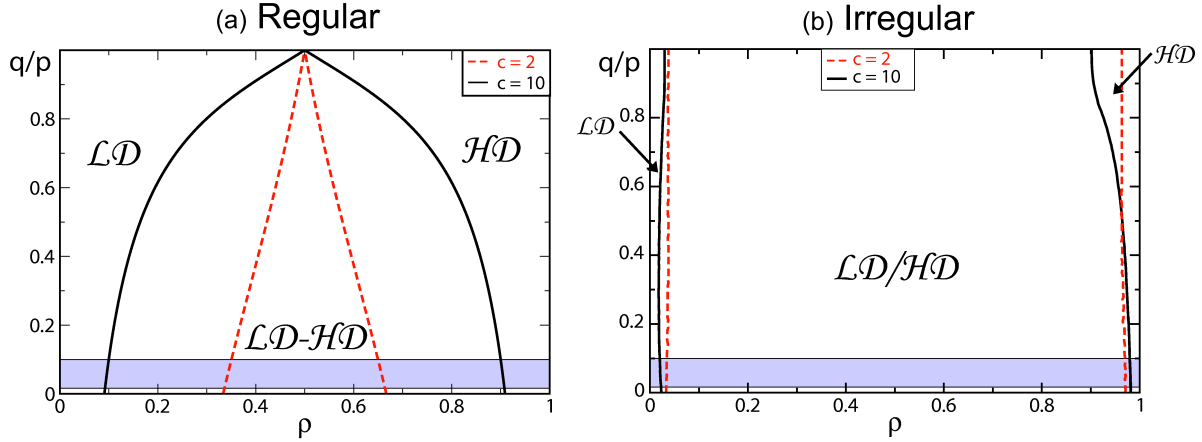 (a) Regular
q/p
c = 2
c = 10
0.8
0.6
0.4
0.2
0
LD
HD
LD-HD
0 0.2 0.4 0.6 0.8 1
ρ
(b) Irregular
q/p
c = 2
c = 10
HD
LD
0.8
0.6
0.4
0.2
0
LD/HD
0 0.2 0.4 0.6 0.8 1
ρ